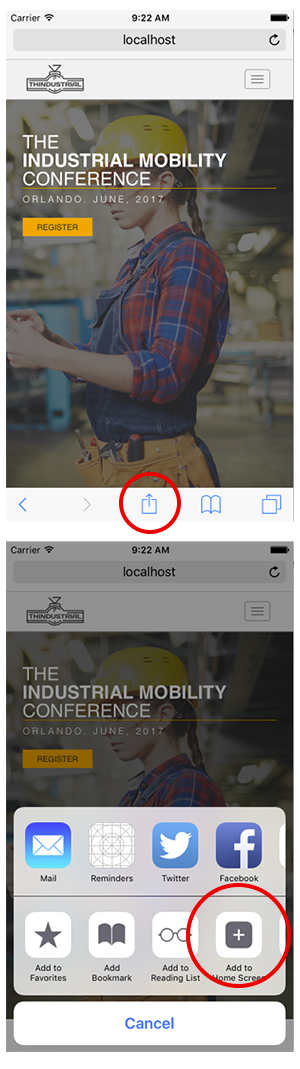 Carrier 9:22 AM
localhost
THINDUSTRIAL
THE
INDUSTRIAL MOBILITY
CONFERENCE
ORLANDO. JUNE, 2017
REGISTER
Carrier 9:22 AM
localhost
THINDUSTRIAL
THE
INDUSTRIAL MOBILITY
CONFERENCE
ORLANDO. JUNE, 2017
REGISTER
Mail Reminders Twitter Facebook
Add to Add Add to Add to
Favorites Bookmark Reading List Home Screen
Cancel